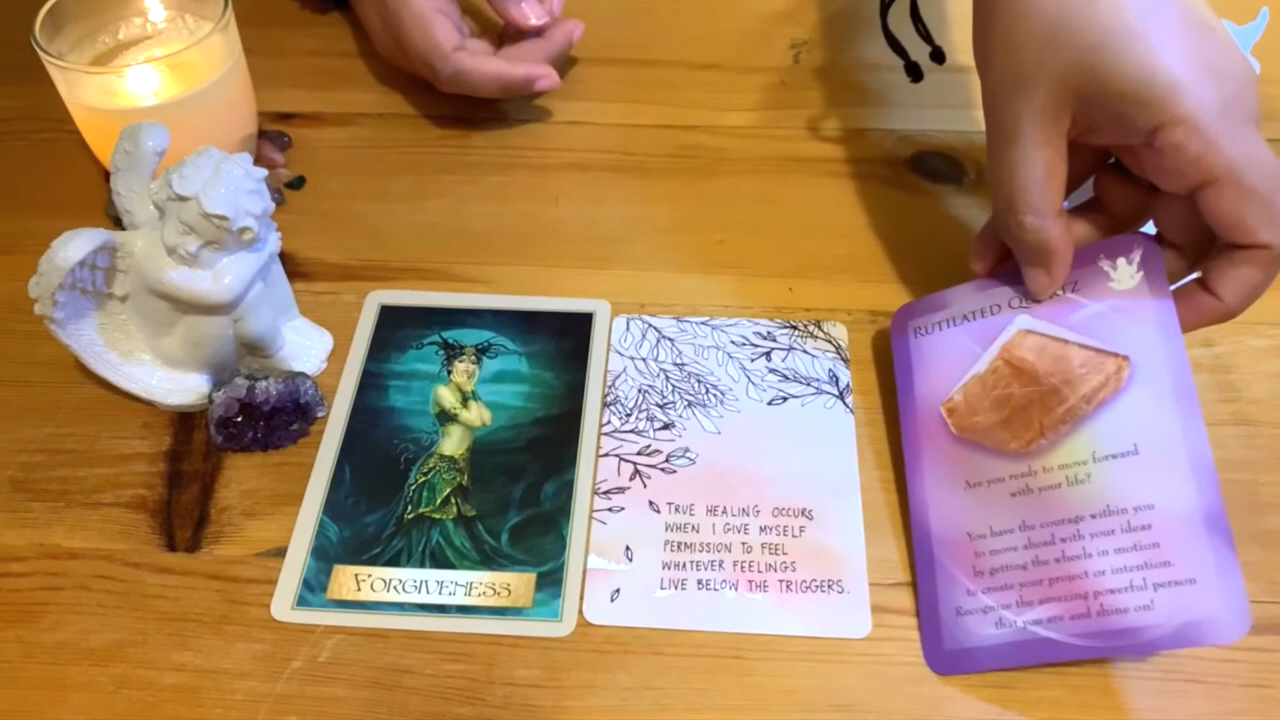 FORGIVENESS
TRUE HEALING OCCURS
WHEN I GIVE MYSELF
PERMISSION TO FEEL
WHATEVER FEELINGS
LIVE BELOW THE TRIGGERS.
RUTILATED QUARTZ
Are you ready to move forward
with your life?
You have the courage within you
to move ahead with your ideas
by getting the wheels in motion
to create your project or intention.
Recognize the amazing powerful person
that you are and shine on!